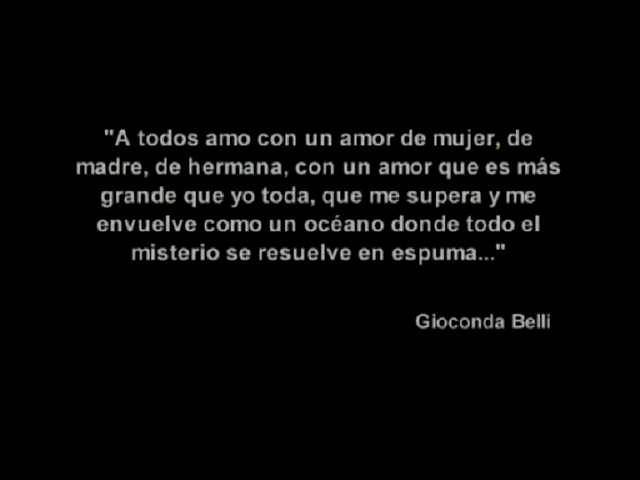 "A todos amo con un amor de mujer, de
madre, de hermana, con un amor que es más
grande que yo toda, que me supera y me
envuelve como un océano donde todo el
misterio se resuelve en espuma..."
Gioconda Belli